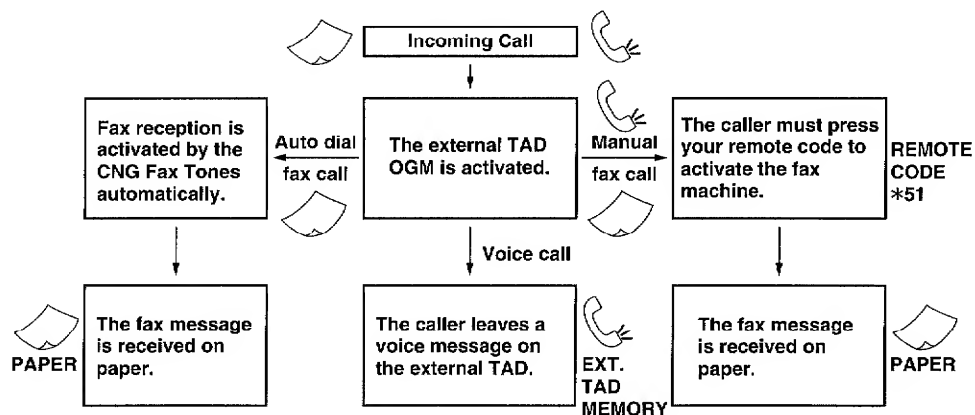 Incoming Call
Fax reception is
activated by the
CNG Fax Tones
automatically.
Auto dial
fax call
The external TAD
OGM is activated.
Manual
fax call
The caller must press
your remote code to
activate the fax
machine.
REMOTE
CODE
*51
Voice call
PAPER
The fax message
is received on
paper.
The caller leaves a
voice message on
the external TAD.
EXT.
TAD
MEMORY
The fax message
is received on
paper.
PAPER